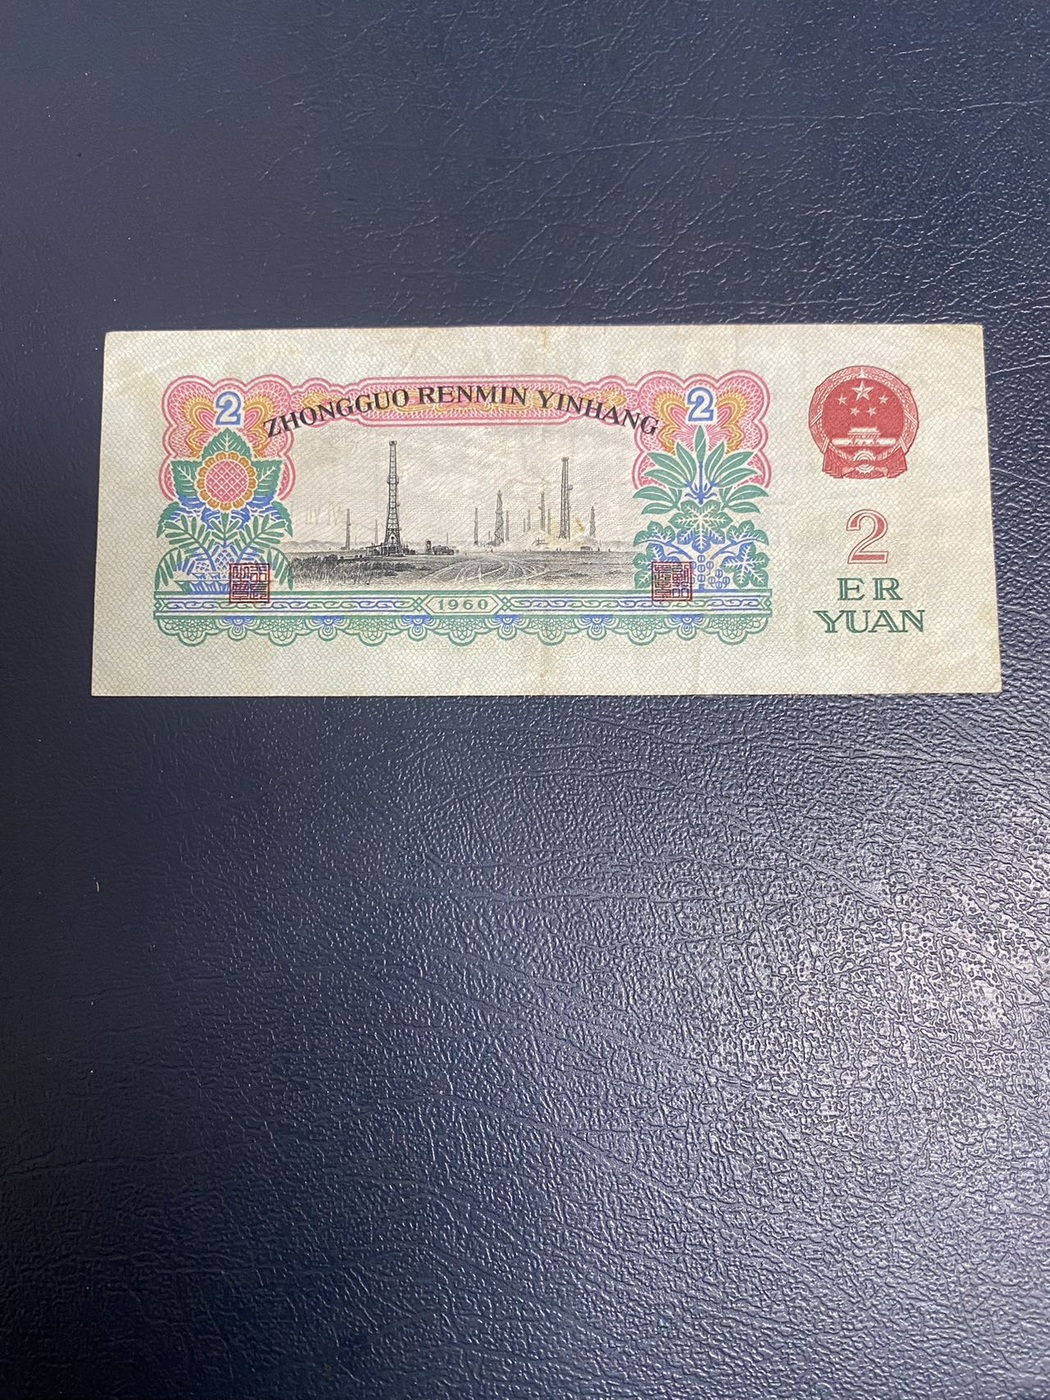 2
ZHONGGUO RENMIN YINHANG
2
2
ER
YUAN
1960